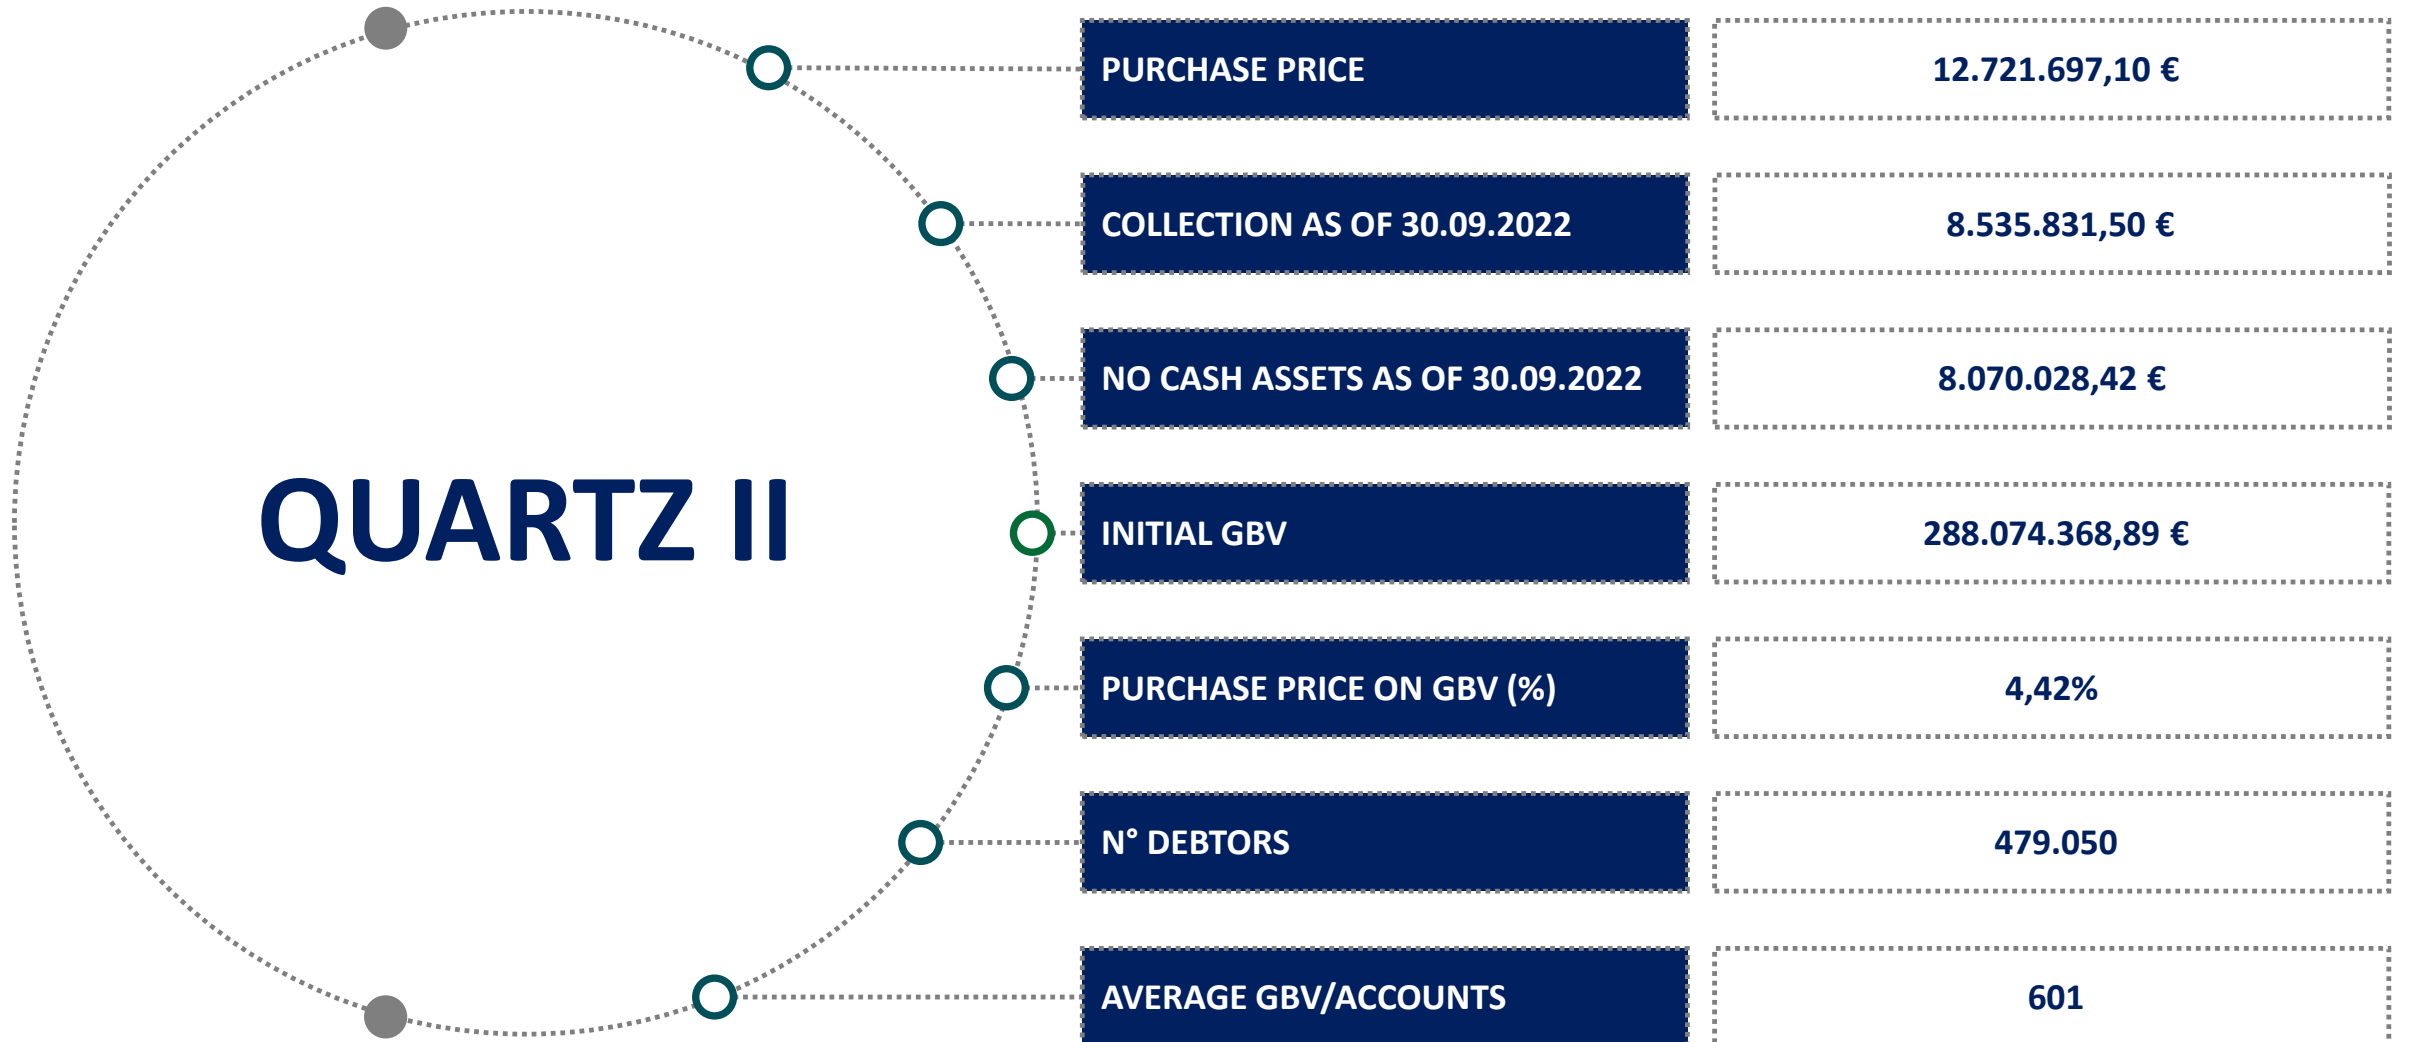 QUARTZ II
PURCHASE PRICE
12.721.697,10 €
COLLECTION AS OF 30.09.2022
8.535.831,50 €
NO CASH ASSETS AS OF 30.09.2022
8.070.028,42 €
INITIAL GBV
288.074.368,89 €
PURCHASE PRICE ON GBV (%)
4,42%
N° DEBTORS
479.050
AVERAGE GBV/ACCOUNTS
601